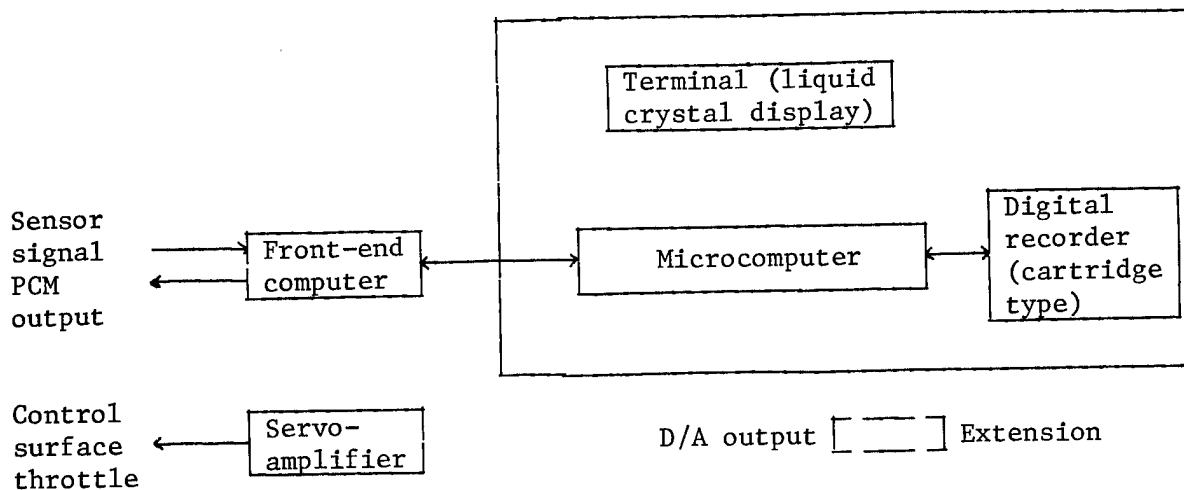 Terminal (liquid
crystal display)
Sensor
signal
PCM
output
Front-end
computer
Microcomputer
Digital
recorder
(cartridge
type)
Control
surface
throttle
Servo-
amplifier
D/A output
Extension